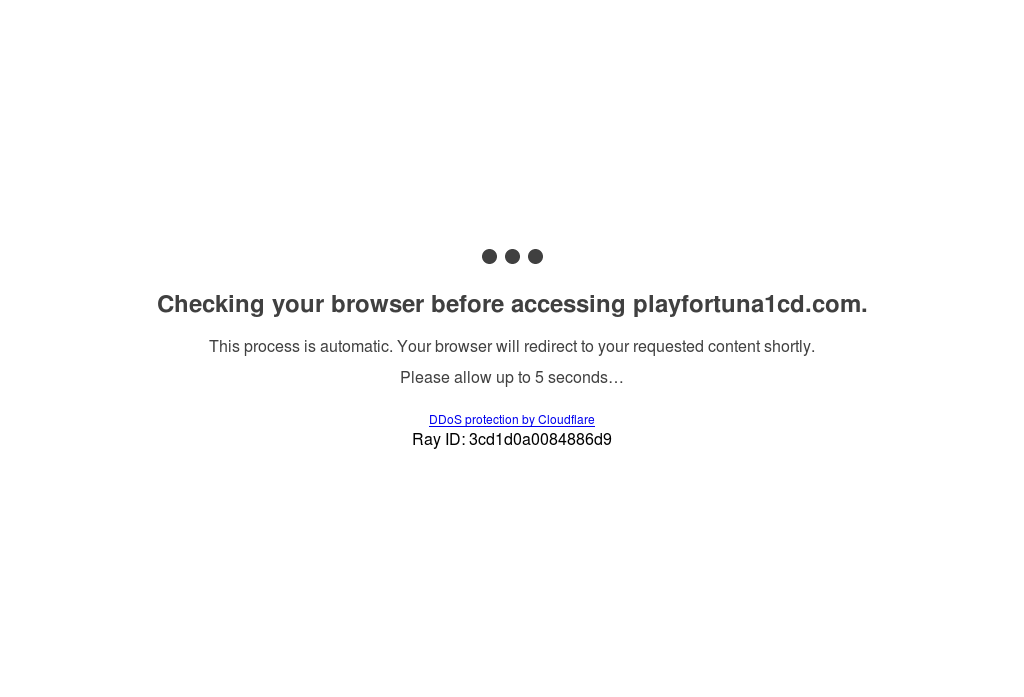 Checking your browser before accessing playfortuna1cd.com.
This process is automatic. Your browser will redirect to your requested content shortly.
Please allow up to 5 seconds…
DDoS protection by Cloudflare
Ray ID: 3cd1d0a0084886d9